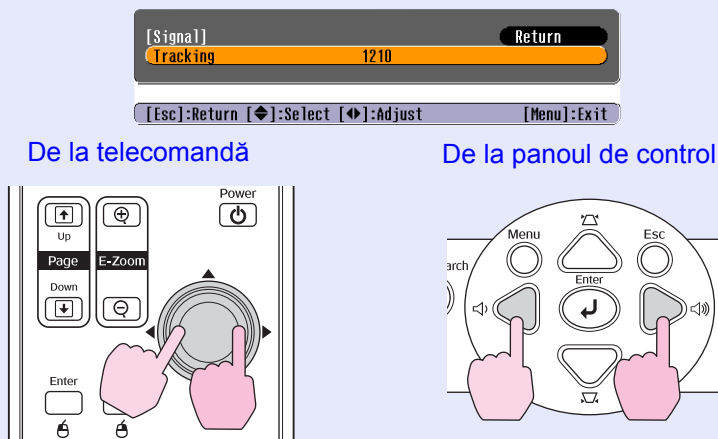 [Signal] Return
Tracking 1210
[Esc]:Return [◆]:Select [◆]:Adjust [Menu]:Exit
De la telecomandă
De la panoul de control
Power
Up
Page E-Zoom
Down
Enter
Menu
Esc
arch
Enter